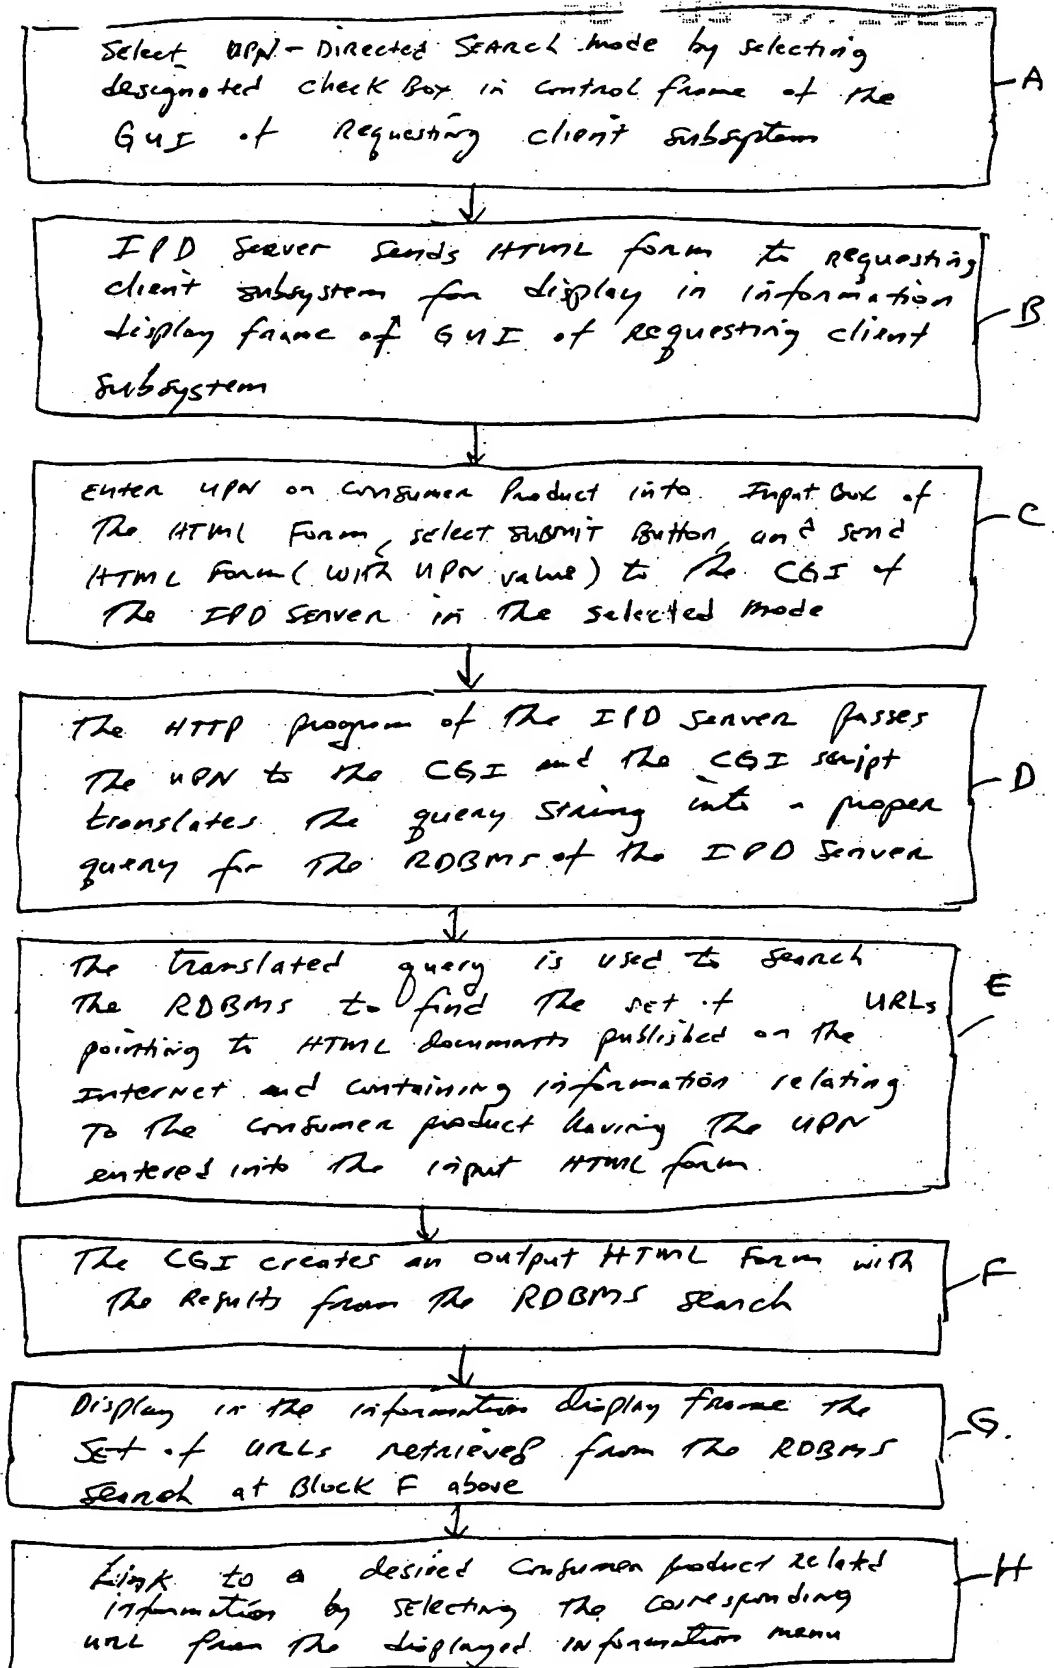 Select UPN-Directed Search mode by selecting
designated check Box in control frame of the
GUI of Requesting client subsystem
A
IPD Server sends HTML form to requesting
client subsystem for display in information
display frame of GUI of requesting client
subsystem
B
Enter UPN on Consumer Product into Input Box of
The HTML Form, select SUBMIT Button, and send
HTML Form (with UPN value) to the CGI of
The IPD Server in the selected mode
C
The HTTP program of the IPD Server passes
The UPN to the CGI and the CGI script
translates the query string into a proper
query for the RDBMS of the IPD Server
D
The translated query is used to search
the RDBMS to find the set of URLs
pointing to HTML documents published on the
Internet and containing information relating
To the consumer product having the UPN
entered into the input HTML form.
E
The CGI creates an output HTML Form with
the Results from the RDBMS search
F
Display in the information display frame the
SET of URLs retrieved from the RDBMS
search at Block F above
G.
Link to a desired consumer product related
information by selecting the corresponding
URL from the displayed information menu
H